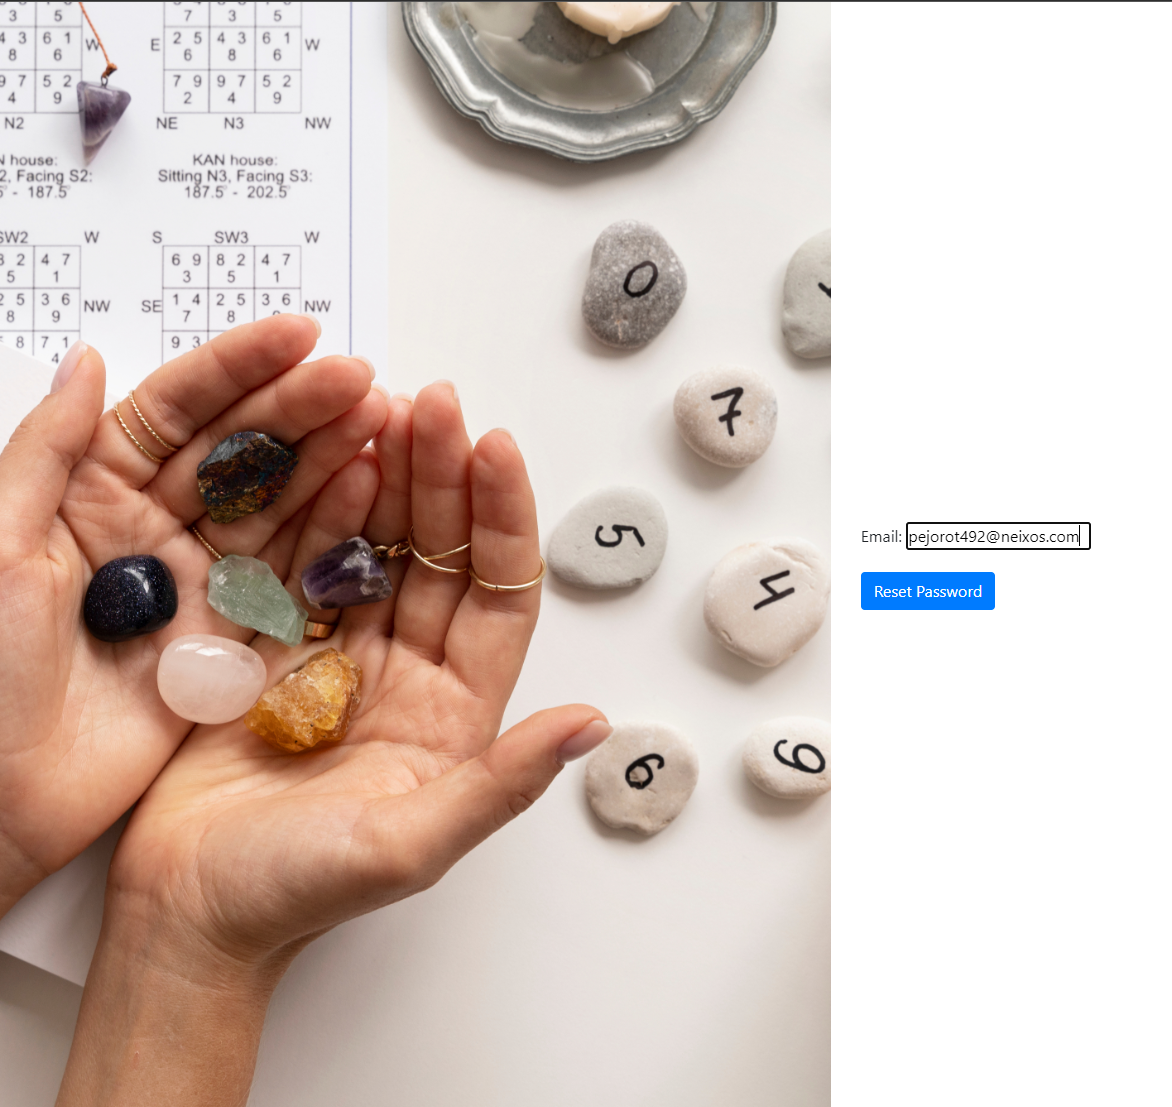 3 5 7 3 5
4 3 6 1 W E 2 5 4 3 6 1 W
8 6 6 8 6
9 7 5 2 7 9 9 7 5 2
4 9 2 4 9
N2 NE N3 NW
house: KAN house:
2, Facing S2: Sitting N3, Facing S3:
- 187.5° 187.5° - 202.5°
SW2 W S SW3 W
2 4 7 6 9 8 2 4 7
5 1 3 5 1
5 3 6 NW SE 1 4 2 5 3 6 NW
8 9 7 8 9
8 7 1 9 3
4
0
7
5
4
6
9
Email: pejorot492@neixos.com
Reset Password